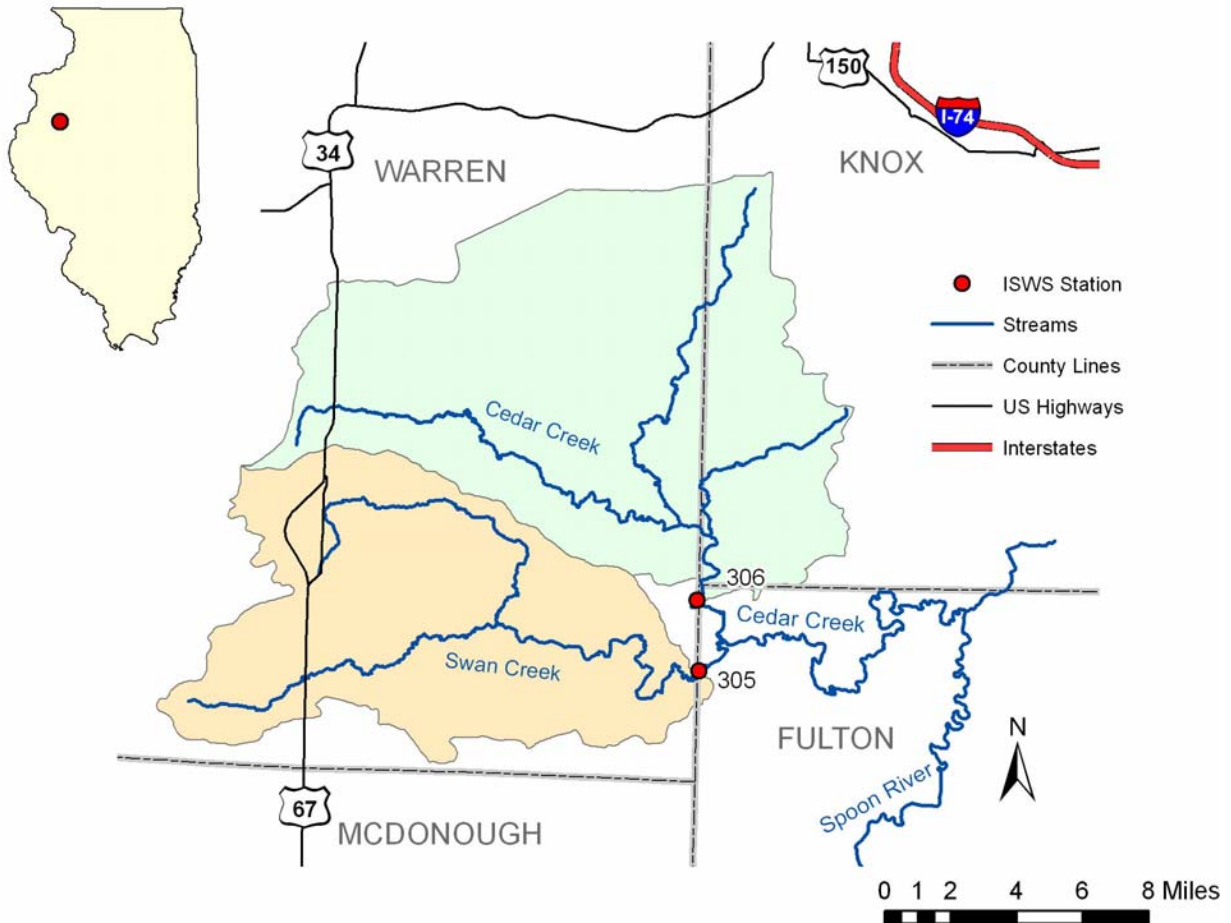 150
I-74
34
WARREN
KNOX
ISWS Station
Streams
County Lines
US Highways
Interstates
Cedar Creek
306
Cedar Creek
Swan Creek
305
FULTON
N
Spoon River
67
MCDONOUGH
0 1 2 4 6 8 Miles